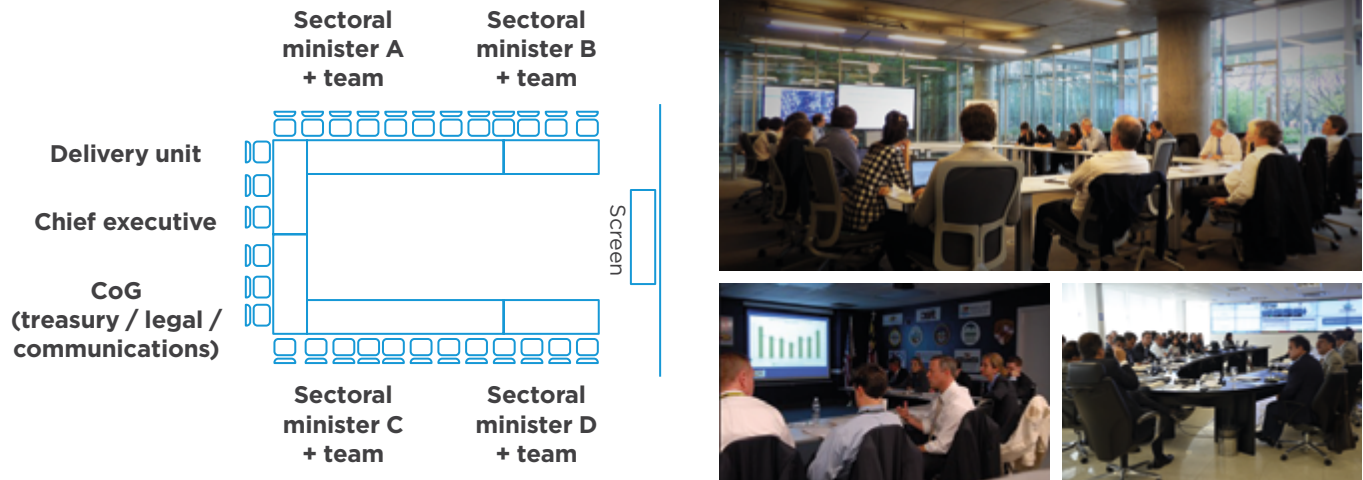 Sectoral
minister A
+ team
Sectoral
minister B
+ team
Delivery unit
Chief executive
CoG
(treasury / legal /
communications)
Screen
Sectoral
minister C
+ team
Sectoral
minister D
+ team